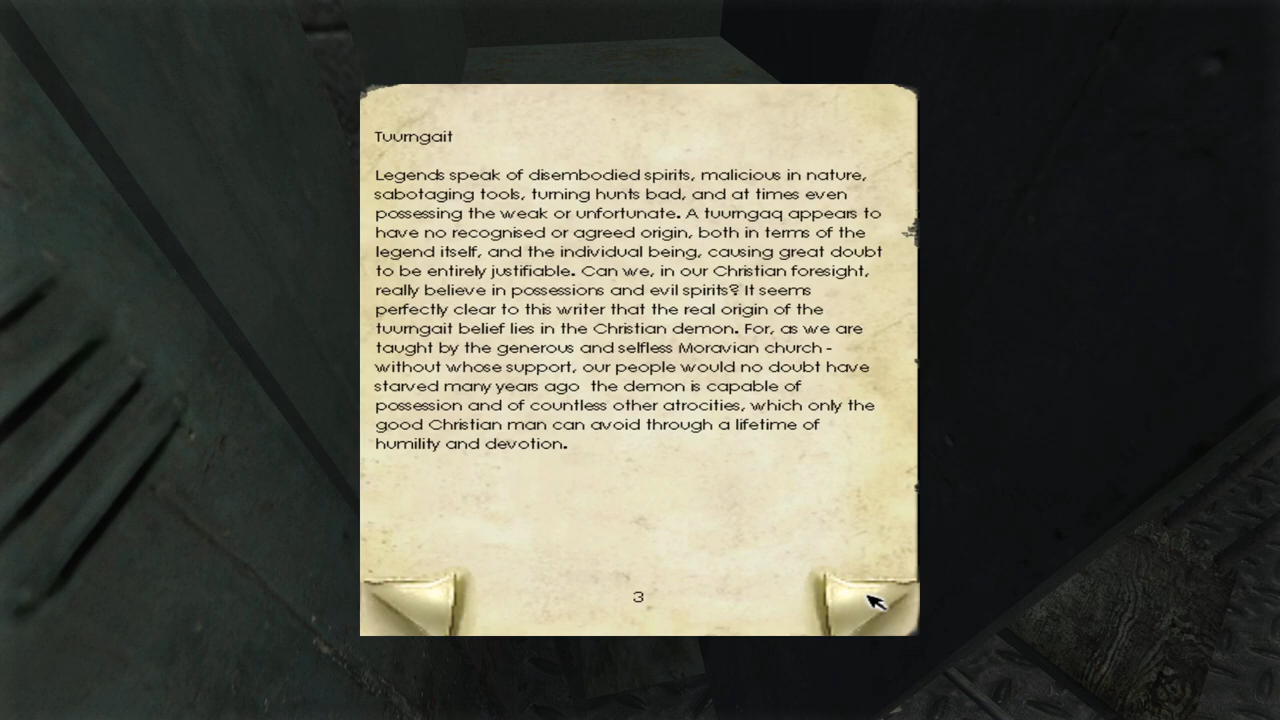 Tuurngait
Legends speak of disembodied spirits, malicious in nature,
sabotaging tools, turning hunts bad, and at times even
possessing the weak or unfortunate. A tuurngaq appears to
have no recognised or agreed origin, both in terms of the
legend itself, and the individual being, causing great doubt
to be entirely justifiable. Can we, in our Christian foresight,
really believe in possessions and evil spirits? It seems
perfectly clear to this writer that the real origin of the
tuurngait belief lies in the Christian demon. For, as we are
taught by the generous and selfless Moravian church -
without whose support, our people would no doubt have
starved many years ago  the demon is capable of
possession and of countless other atrocities, which only the
good Christian man can avoid through a lifetime of
humility and devotion.
3